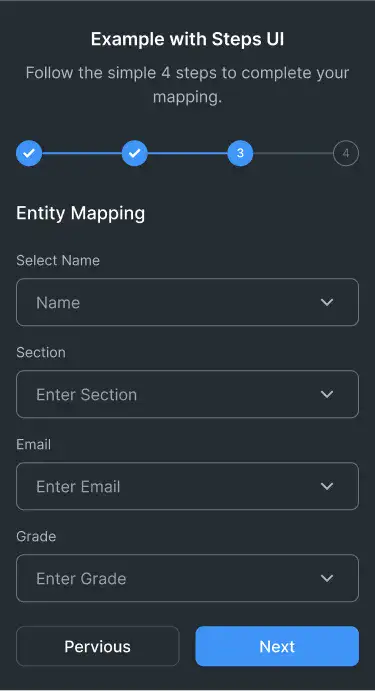 Example with Steps UI
Follow the simple 4 steps to complete your
mapping.
3 4
Entity Mapping
Select Name
Name
Section
Enter Section
Email
Enter Email
Grade
Enter Grade
Pervious Next